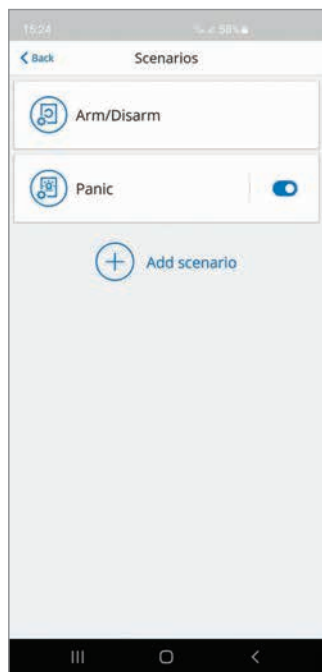 15:24
58%
Back
Scenarios
Arm/Disarm
Panic
Add scenario